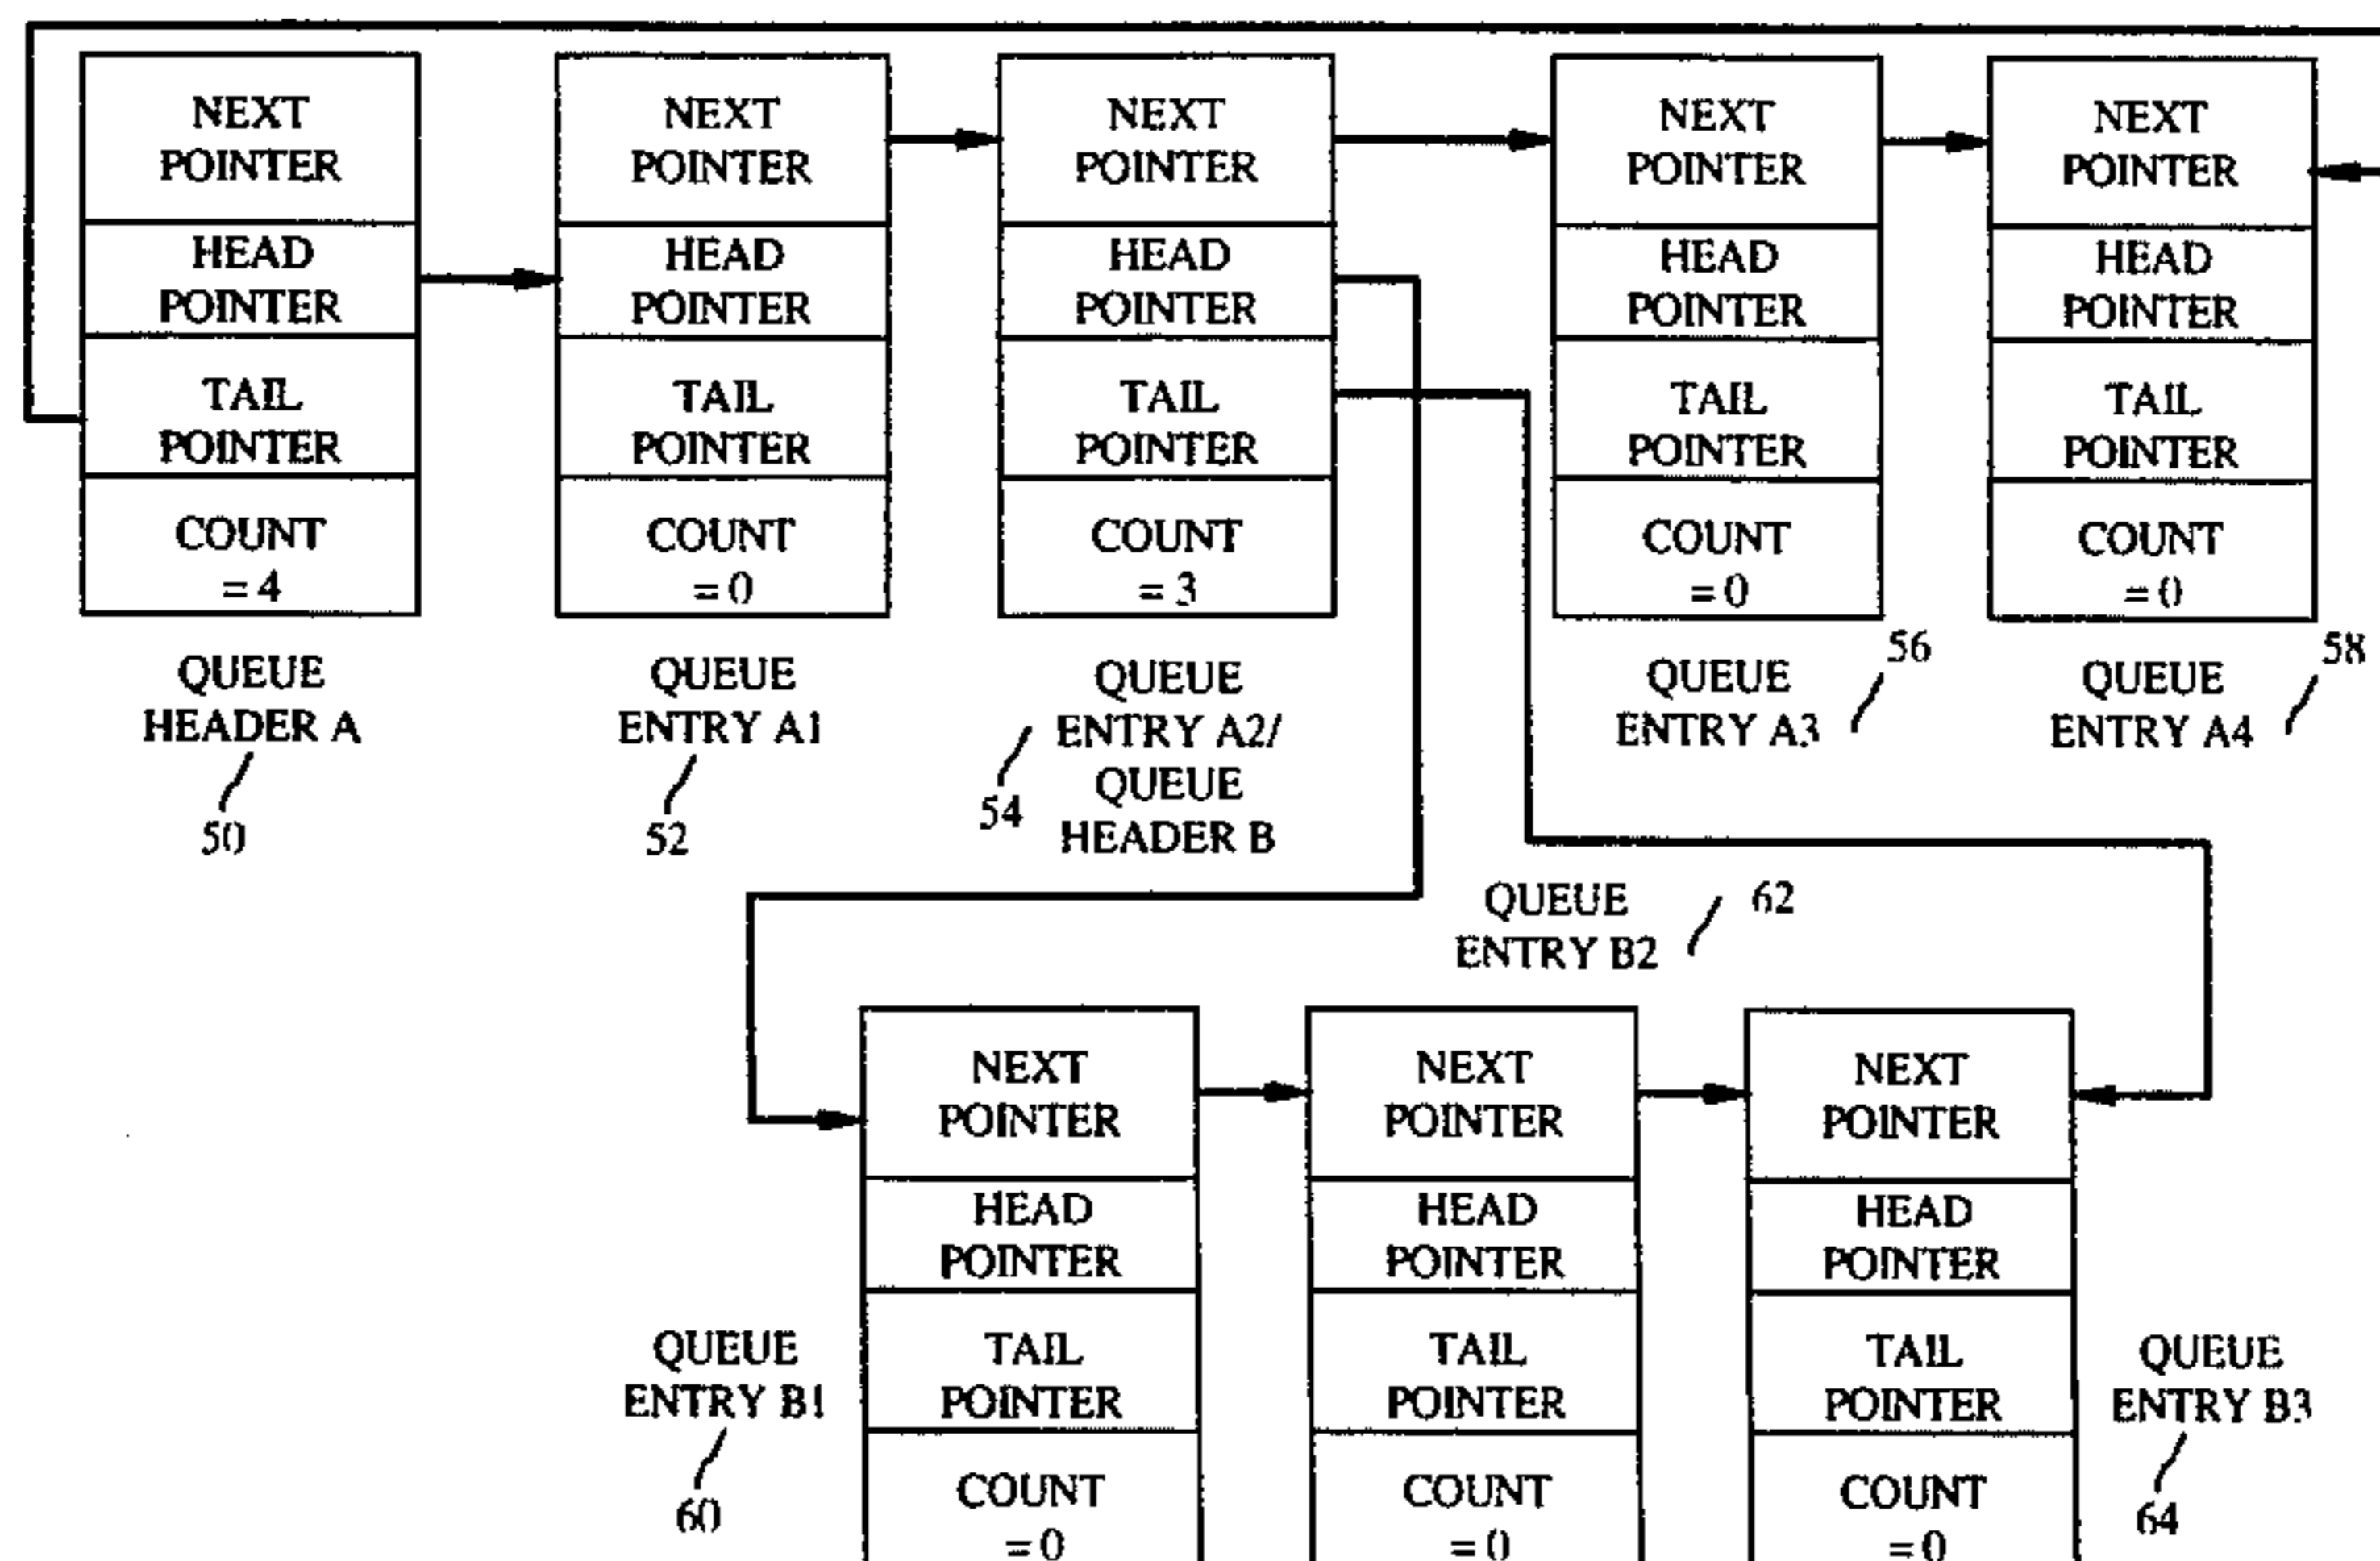 NEXT
POINTER
HEAD
POINTER
TAIL
POINTER
COUNT
= 4
QUEUE
HEADER A
50
NEXT
POINTER
HEAD
POINTER
TAIL
POINTER
COUNT
= 0
QUEUE
ENTRY A1
52
NEXT
POINTER
HEAD
POINTER
TAIL
POINTER
COUNT
= 3
QUEUE
ENTRY A2/
QUEUE
HEADER B
54
NEXT
POINTER
HEAD
POINTER
TAIL
POINTER
COUNT
= 0
QUEUE
ENTRY A3
56
NEXT
POINTER
HEAD
POINTER
TAIL
POINTER
COUNT
= 0
QUEUE
ENTRY A4
58
QUEUE
ENTRY B1
60
NEXT
POINTER
HEAD
POINTER
TAIL
POINTER
COUNT
= 0
QUEUE
ENTRY B2
62
NEXT
POINTER
HEAD
POINTER
TAIL
POINTER
COUNT
= 0
NEXT
POINTER
HEAD
POINTER
TAIL
POINTER
COUNT
= 0
QUEUE
ENTRY B3
64